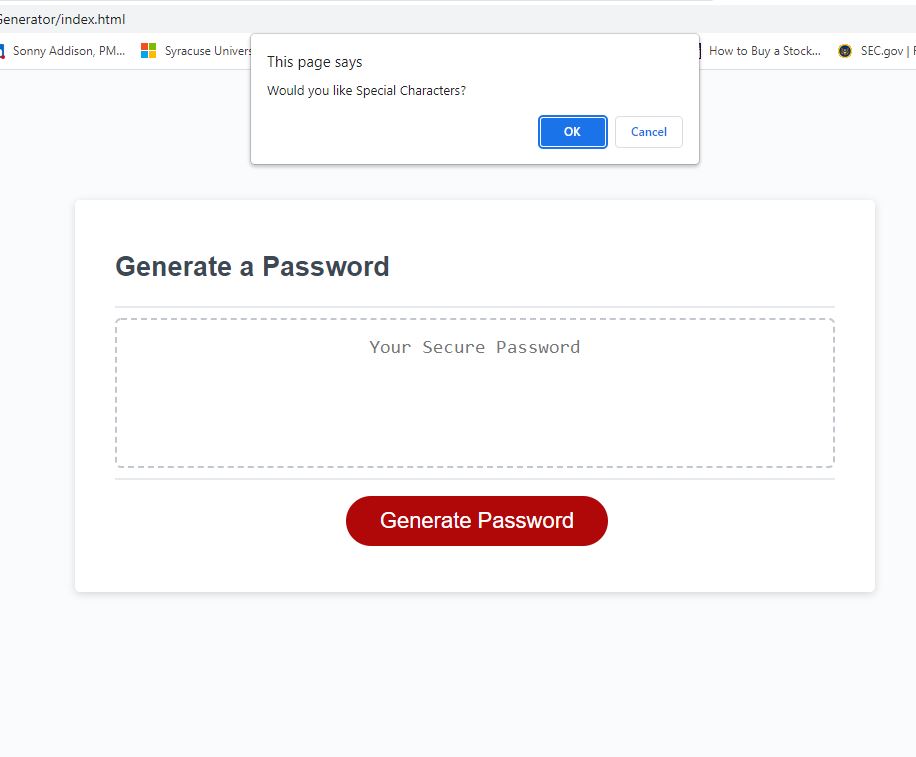 Generator/index.html
Sonny Addison, PM...
Syracuse Univers
How to Buy a Stock...
SEC.gov |
This page says
Would you like Special Characters?
OK
Cancel
Generate a Password
Your Secure Password
Generate Password